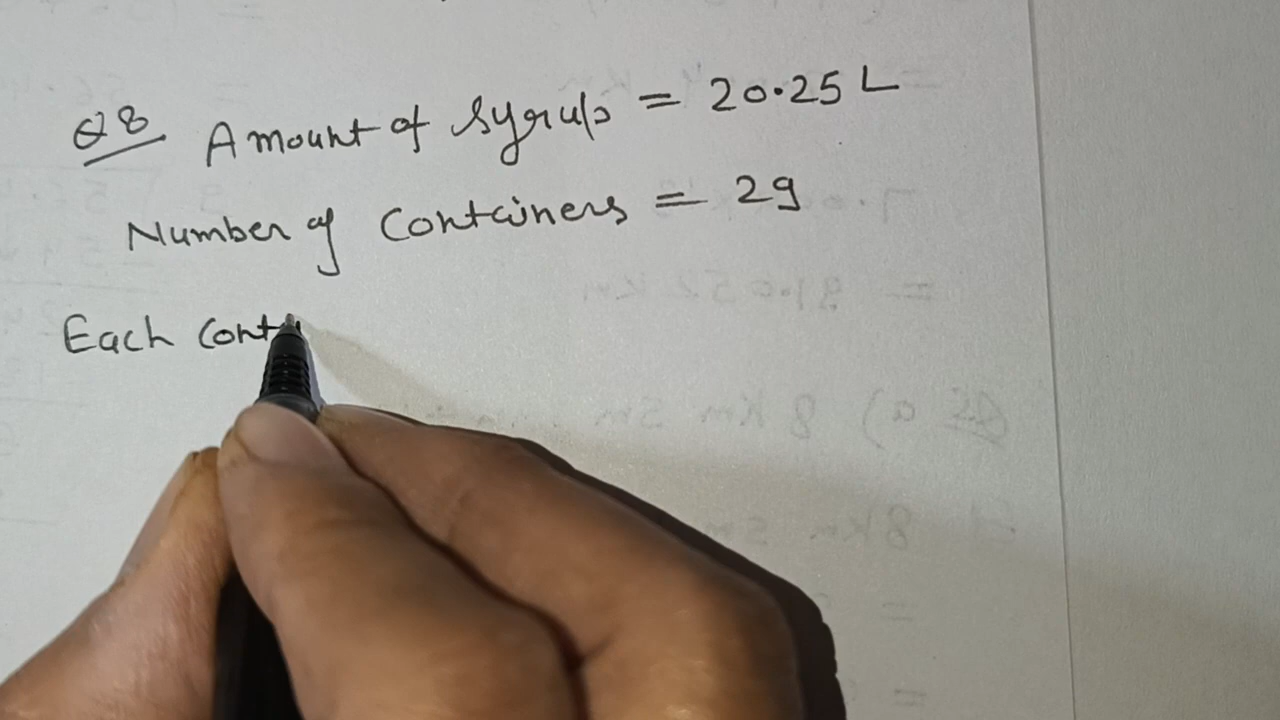 Q8 Amount of Syrup = 20.25 L
Number of Containers = 29
Each Cont